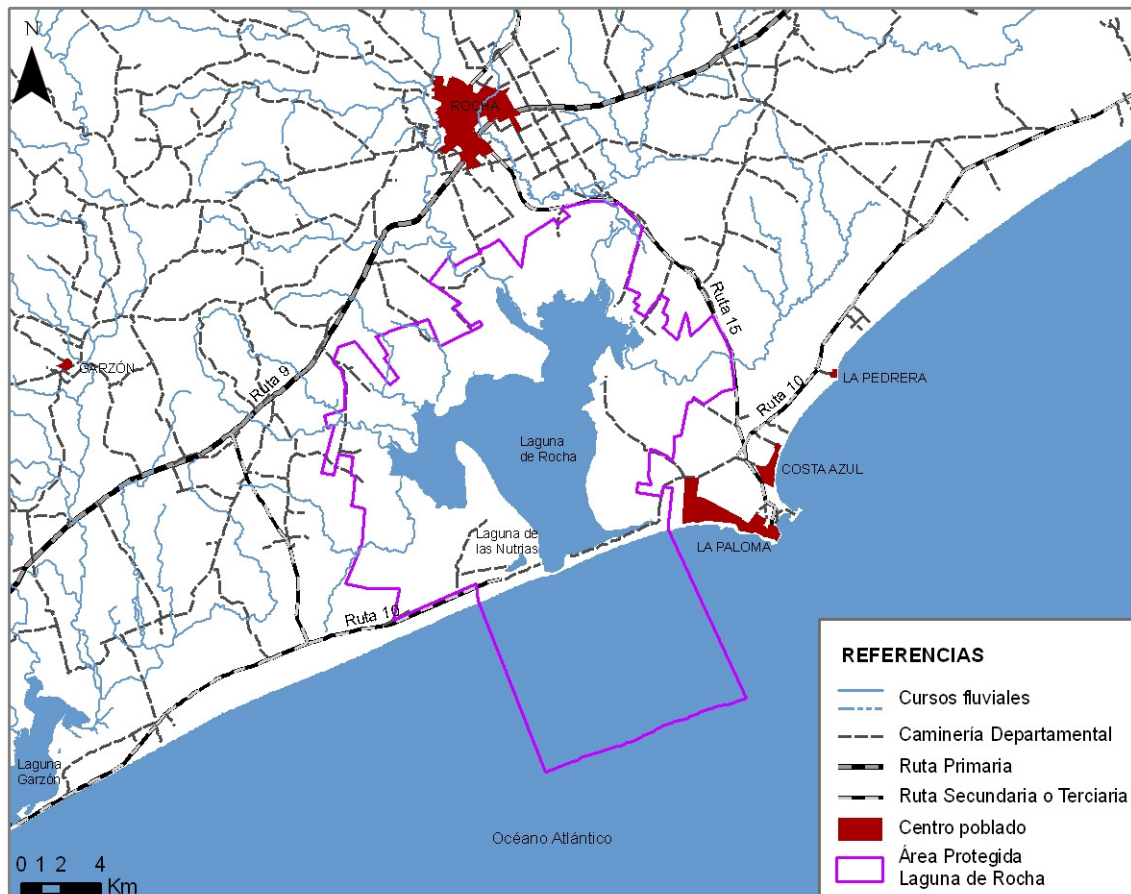 N
ROCHA
Ruta 15
GARZÓN
Ruta 9
Ruta 10
LA PEDRERA
Laguna
de Rocha
COSTA AZUL
Laguna de
las Nutrias
LA PALOMA
Ruta 10
Laguna
Garzón
Océano Atlántico
0 1 2 4
Km
REFERENCIAS
Cursos fluviales
Caminería Departamental
Ruta Primaria
Ruta Secundaria o Terciaria
Centro poblado
Área Protegida
Laguna de Rocha